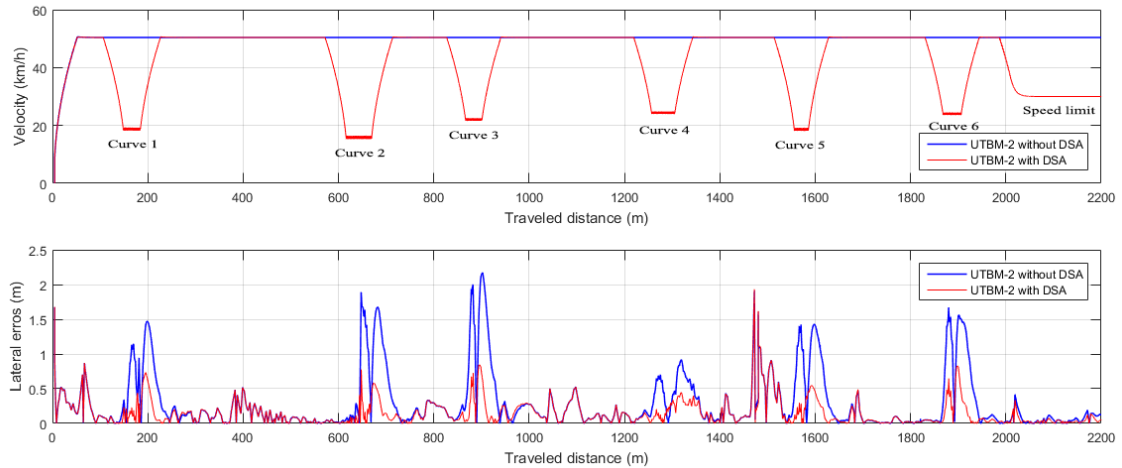 60
40
20
0
Velocity (km/h)
Curve 1
Curve 2
Curve 3
Curve 4
Curve 5
Curve 6
Speed limit
UTBM-2 without DSA
UTBM-2 with DSA
0 200 400 600 800 1000 1200 1400 1600 1800 2000 2200
Traveled distance (m)
2.5
2
1.5
1
0.5
0
Lateral erros (m)
UTBM-2 without DSA
UTBM-2 with DSA
0 200 400 600 800 1000 1200 1400 1600 1800 2000 2200
Traveled distance (m)